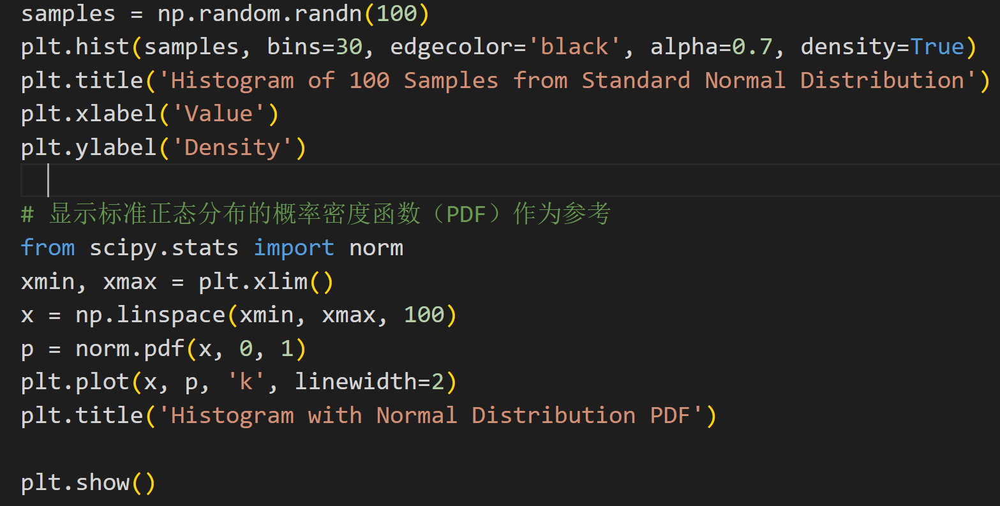 samples = np.random.randn(100)
plt.hist(samples, bins=30, edgecolor='black', alpha=0.7, density=True)
plt.title('Histogram of 100 Samples from Standard Normal Distribution')
plt.xlabel('Value')
plt.ylabel('Density')
# 显示标准正态分布的概率密度函数（PDF）作为参考
from scipy.stats import norm
xmin, xmax = plt.xlim()
x = np.linspace(xmin, xmax, 100)
p = norm.pdf(x, 0, 1)
plt.plot(x, p, 'k', linewidth=2)
plt.title('Histogram with Normal Distribution PDF')
plt.show()